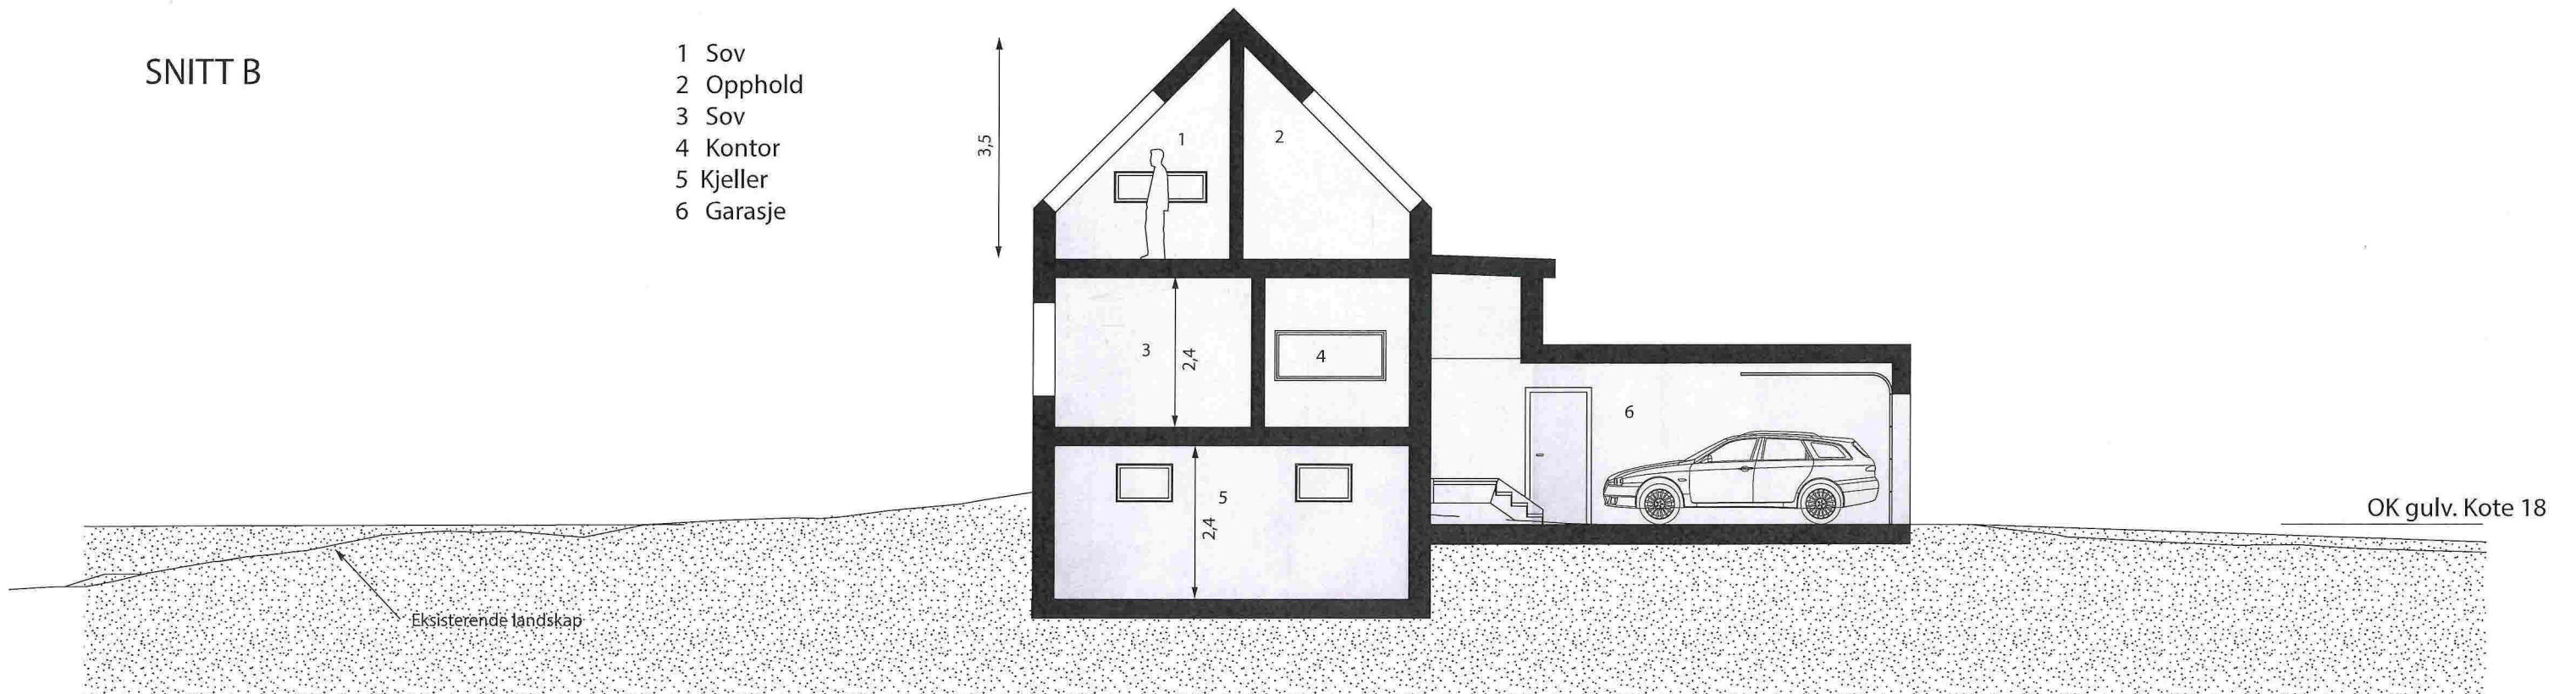 SNITT B
1 Sov
2 Opphold
3 Sov
4 Kontor
5 Kjeller
6 Garasje
3,5
1
2
3
2,4
4
6
5
2,4
OK gulv. Kote 18
Eksisterende landskap